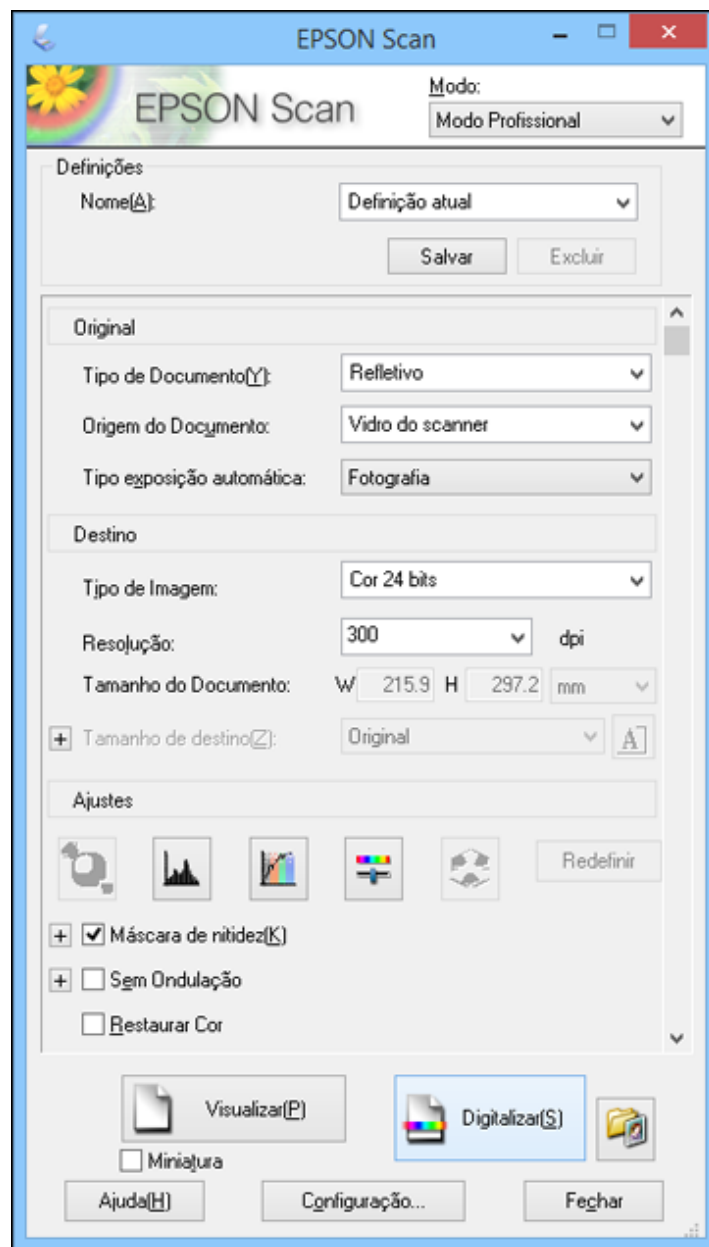 EPSON Scan
EPSON Scan
Modo:
Modo Profissional
Definições
Nome(A): Definição atual
Salvar Excluir
Original
Tipo de Documento(Y): Refletivo
Origem do Documento: Vidro do scanner
Tipo exposição automática: Fotografia
Destino
Tipo de Imagem: Cor 24 bits
Resolução: 300 dpi
Tamanho do Documento: W 215.9 H 297.2 mm
Tamanho de destino(Z): Original A
Ajustes
Redefinir
Máscara de nitidez(K)
Sem Ondulação
Restaurar Cor
Visualizar(P) Digitalizar(S)
Miniatura
Ajuda(H) Configuração... Fechar